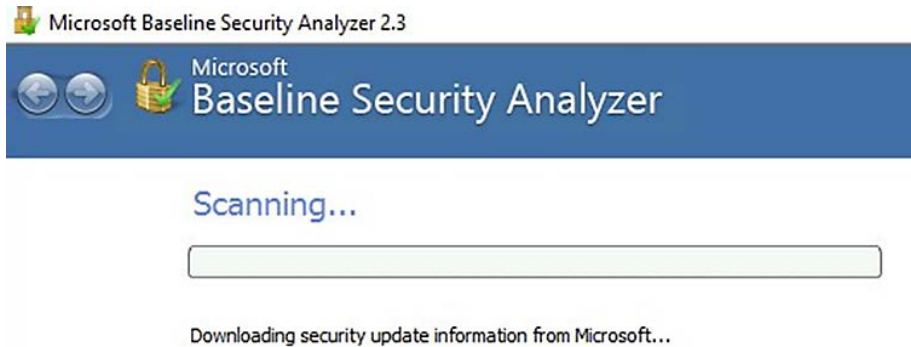 Microsoft Baseline Security Analyzer 2.3
Microsoft
Baseline Security Analyzer
Scanning...
Downloading security update information from Microsoft...